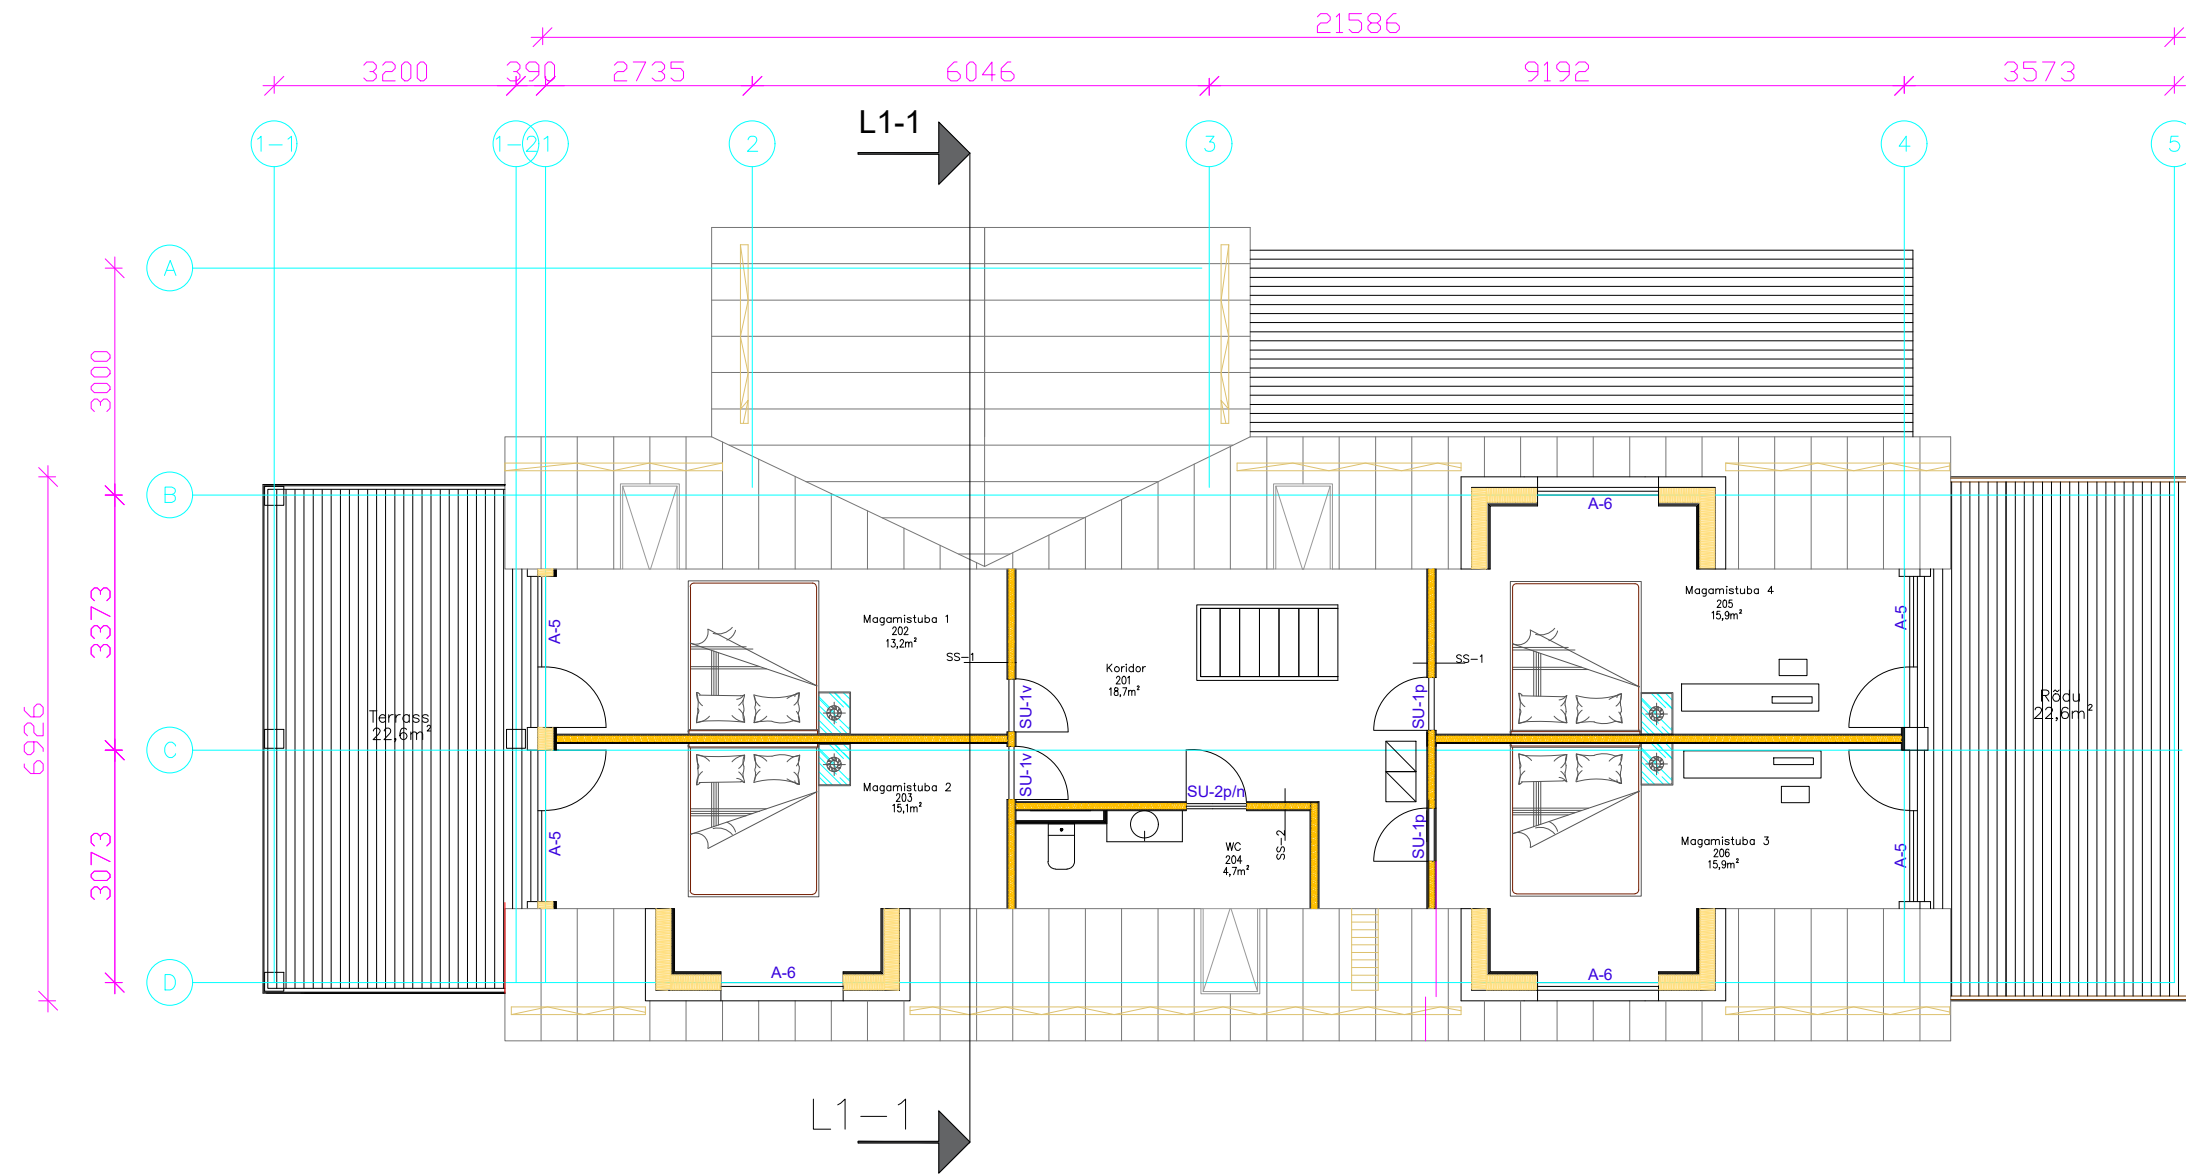 21586
3200 390 2735 6046 9192 3573
L1-1
1-1 1-2 1 2 3 4 5
A
3000
B
A-6
3373
A-5
Magamistuba 1
202
13,2m²
SS-1
Koridor
201
18,7m²
SS-1
Magamistuba 4
205
15,9m²
A-5
SU-1v
SU-1p
6926
Terrass
22,6m²
Rõdu
22,6m²
C
SU-1v
SU-2p/n
Magamistuba 2
203
15,1m²
A-5
3073
WC
204
4,7m²
SS-2
SU-1p
Magamistuba 3
206
15,9m²
A-5
D
A-6
A-6
L1-1